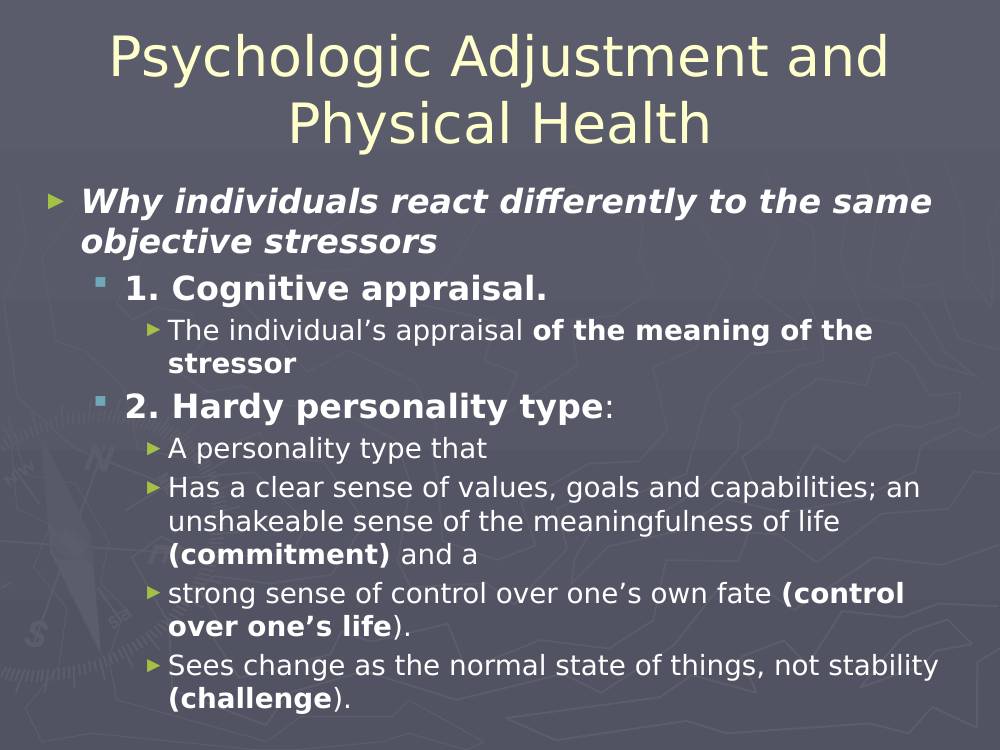 Psychologic Adjustment and
Physical Health
Why individuals react differently to the same
objective stressors
1. Cognitive appraisal.
The individual’s appraisal of the meaning of the
stressor
2. Hardy personality type:
A personality type that
Has a clear sense of values, goals and capabilities; an
unshakeable sense of the meaningfulness of life
(commitment) and a
strong sense of control over one’s own fate (control
over one’s life).
Sees change as the normal state of things, not stability
(challenge).
NW
N
S
SE